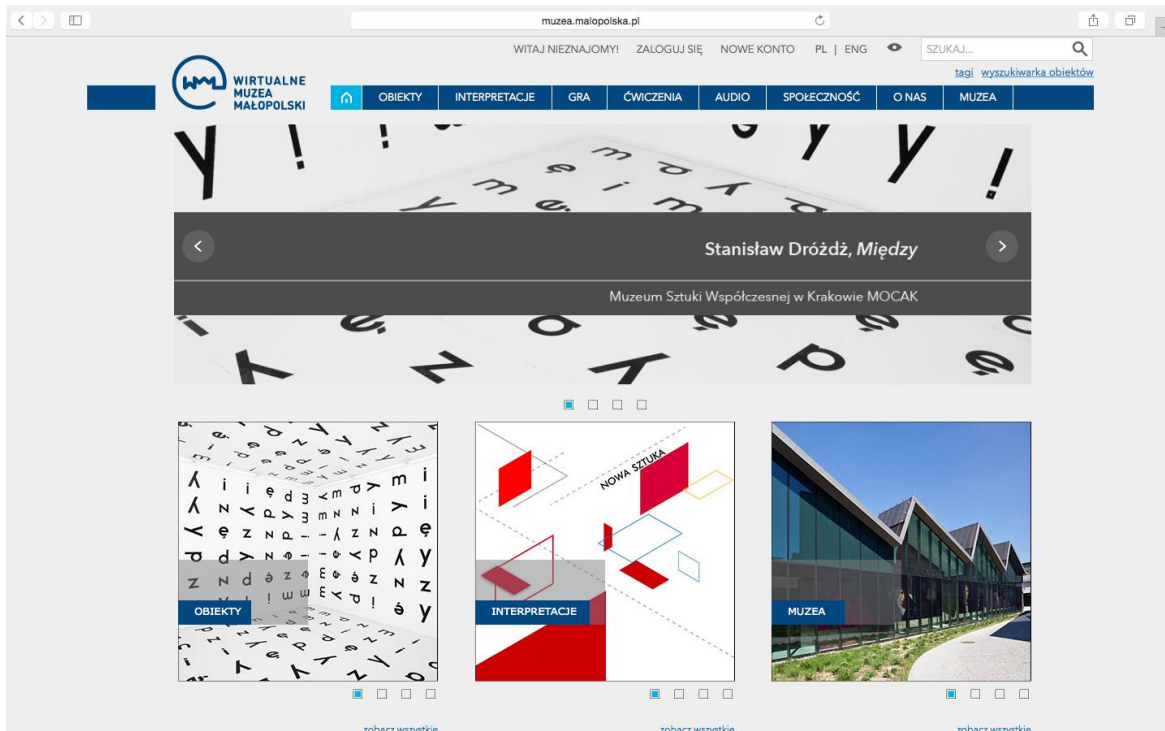 muzea.malopolska.pl
WITAJ NIEZNAJOMY! ZALOGUJ SIĘ NOWE KONTO PL | ENG SZUKAJ...
tagi wyszukiwarka obiektów
WIRTUALNE
MUZEA
MAŁOPOLSKI
OBIEKTY INTERPRETACJE GRA ĆWICZENIA AUDIO SPOŁECZNOŚĆ O NAS MUZEA
Stanisław Dróżdż, Między
Muzeum Sztuki Współczesnej w Krakowie MOCAK
NOWA SZTUKA
OBIEKTY INTERPRETACJE MUZEA
zobacz wszystkie zobacz wszystkie zobacz wszystkie